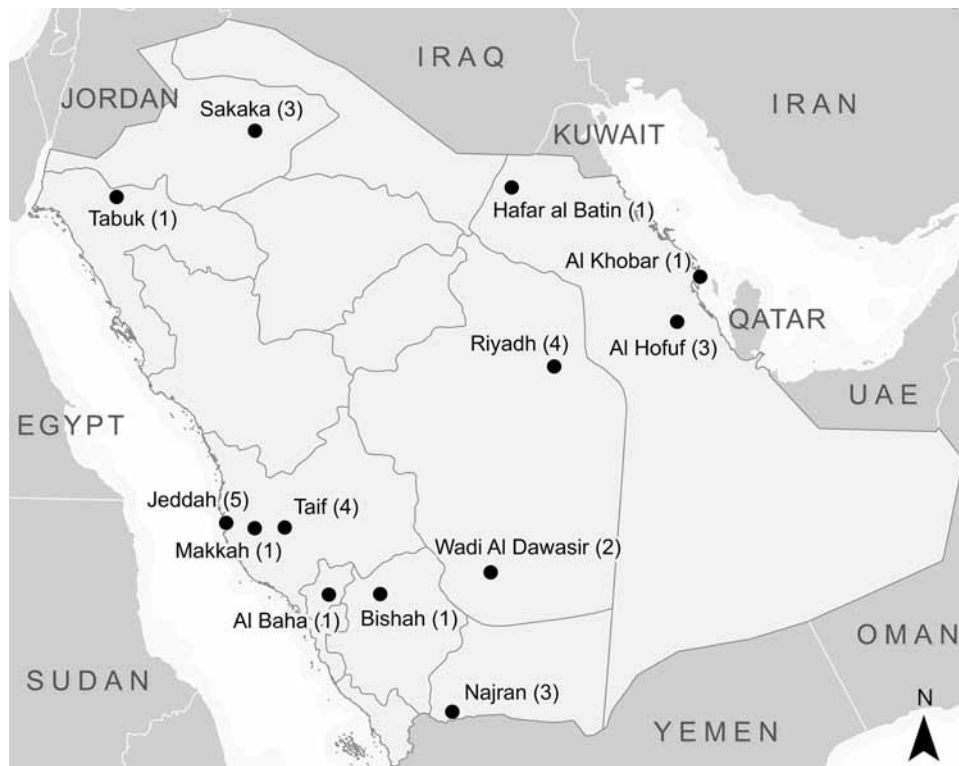 IRAQ
JORDAN
IRAN
Sakaka (3)
KUWAIT
Tabuk (1)
Hafar al Batin (1)
Al Khobar (1)
QATAR
Riyadh (4)
Al Hofuf (3)
UAE
EGYPT
Jeddah (5)
Taif (4)
Makkah (1)
Wadi Al Dawasir (2)
Al Baha (1)
Bishah (1)
OMAN
SUDAN
Najran (3)
N
YEMEN